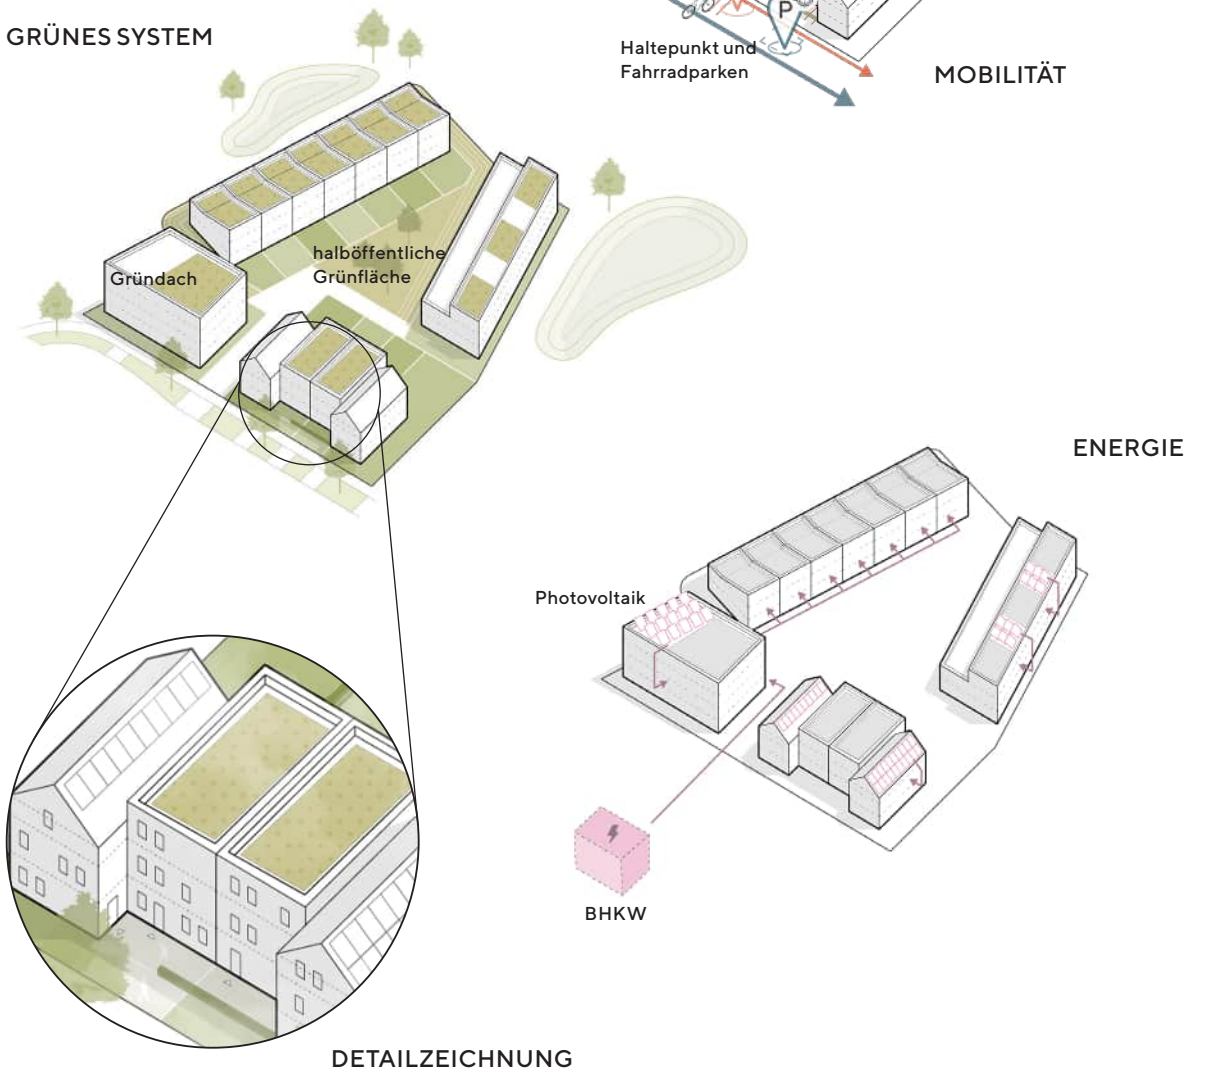 GRÜNES SYSTEM
P
Haltepunkt und
Fahrradparken
MOBILITÄT
halböffentliche
Grünfläche
Gründach
ENERGIE
Photovoltaik
BHKW
DETAILZEICHNUNG